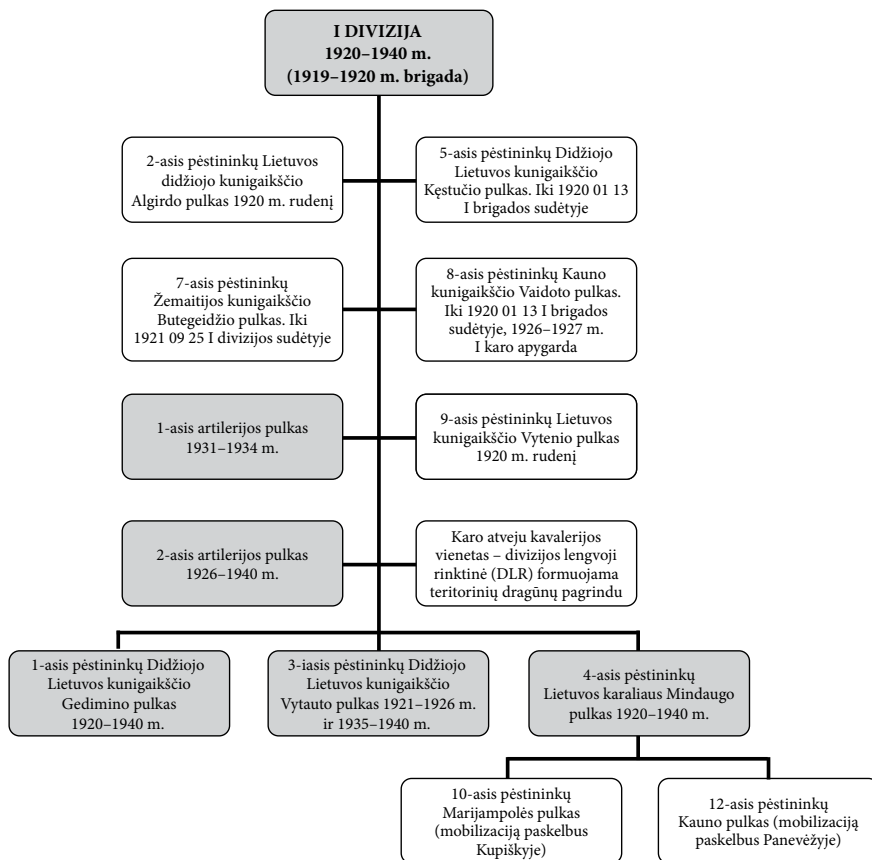 I DIVIZIJA
1920–1940 m.
(1919–1920 m. brigada)
2-asis pėstininkų Lietuvos
didžiojo kunigaikščio
Algirdo pulkas 1920 m. rudenį
5-asis pėstininkų Didžiojo
Lietuvos kunigaikščio
Kęstučio pulkas. Iki 1920 01 13
I brigados sudėtyje
7-asis pėstininkų
Žemaitijos kunigaikščio
Butegeidžio pulkas. Iki
1921 09 25 I divizijos sudėtyje
8-asis pėstininkų Kauno
kunigaikščio Vaidoto pulkas.
Iki 1920 01 13 I brigados
sudėtyje, 1926–1927 m.
I karo apygarda
1-asis artilerijos pulkas
1931–1934 m.
9-asis pėstininkų Lietuvos
kunigaikščio Vytenio pulkas
1920 m. rudenį
2-asis artilerijos pulkas
1926–1940 m.
Karo atveju kavalerijos
vienetas – divizijos lengvoji
rinktinė (DLR) formuojama
teritorinių dragūnų pagrindu
1-asis pėstininkų Didžiojo
Lietuvos kunigaikščio
Gedimino pulkas
1920–1940 m.
3-iasis pėstininkų Didžiojo
Lietuvos kunigaikščio
Vytauto pulkas 1921–1926 m.
ir 1935–1940 m.
4-asis pėstininkų
Lietuvos karaliaus Mindaugo
pulkas 1920–1940 m.
10-asis pėstininkų
Marijampolės pulkas
(mobilizaciją paskelbus
Kupiškyje)
12-asis pėstininkų
Kauno pulkas (mobilizaciją
paskelbus Panevėžyje)